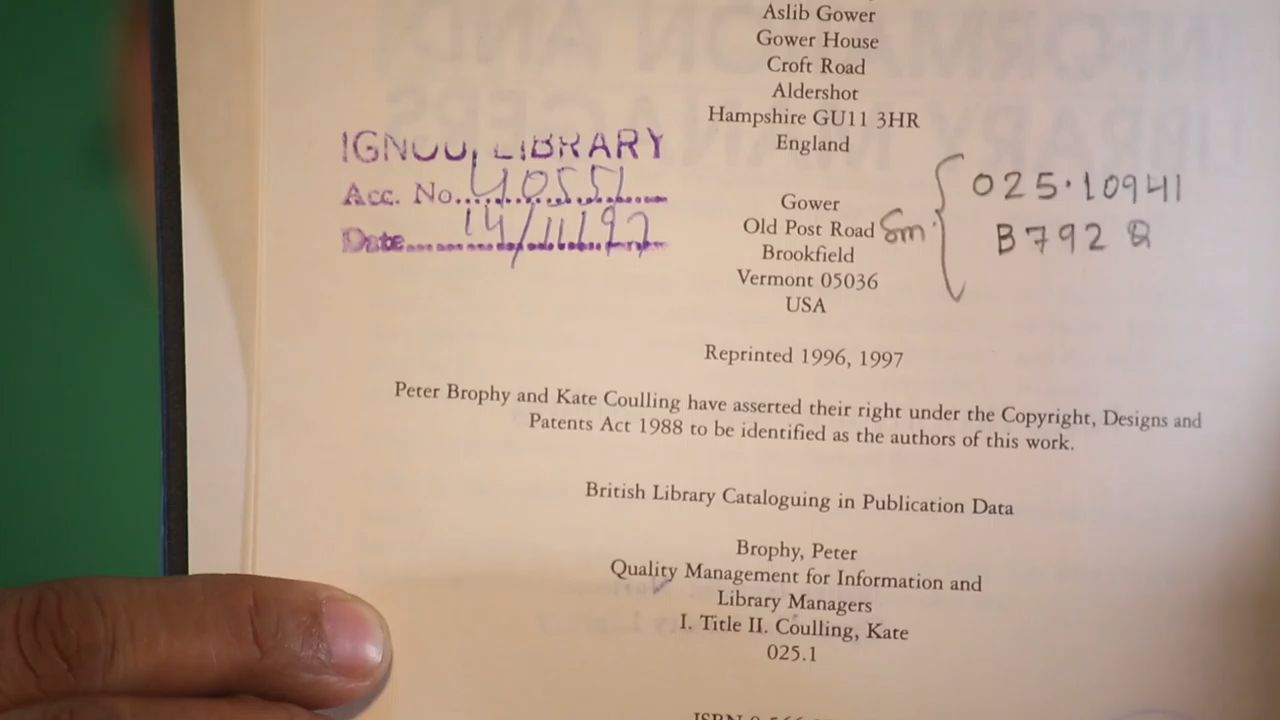 Aslib Gower
Gower House
Croft Road
Aldershot
Hampshire GU11 3HR
England
IGNOU, LIBRARY
Acc. No. 40551
Date 14/11/97
Gower
Old Post Road
Brookfield
Vermont 05036
USA
Sm.
025.10941
B792Q
Reprinted 1996, 1997
Peter Brophy and Kate Coulling have asserted their right under the Copyright, Designs and
Patents Act 1988 to be identified as the authors of this work.
British Library Cataloguing in Publication Data
Brophy, Peter
Quality Management for Information and
Library Managers
I. Title II. Coulling, Kate
025.1